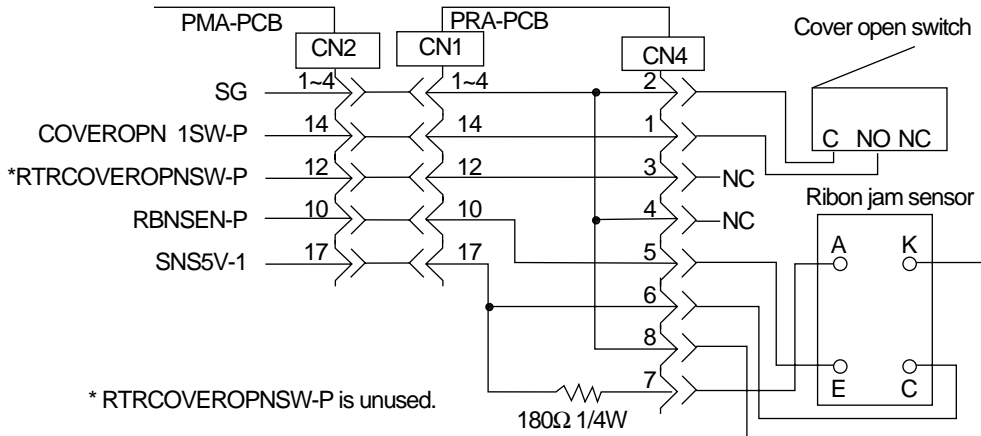 PMA-PCB
PRA-PCB
CN2
CN1
CN4
Cover open switch
SG
1~4
1~4
2
C NO NC
COVEROPN 1SW-P
14
14
1
*RTRCOVEROPNSW-P
12
12
3
NC
Ribon jam sensor
RBNSEN-P
10
10
4
NC
A K
SNS5V-1
17
17
5
6
8
7
E C
* RTRCOVEROPNSW-P is unused.
180Ω 1/4W